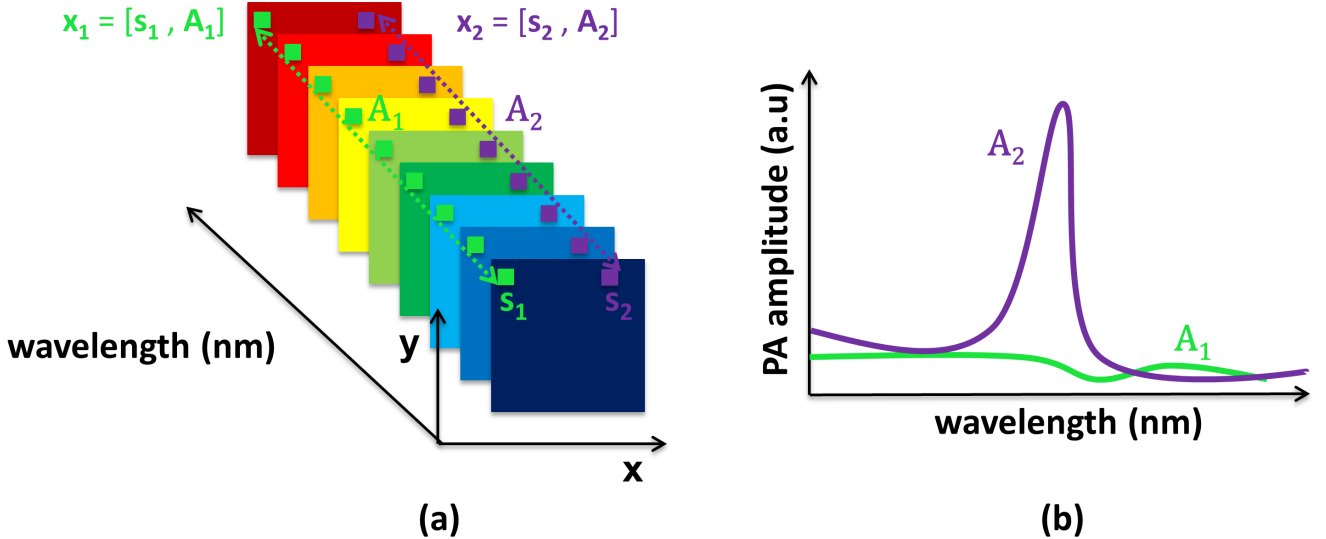 x₁ = [s₁ , A₁]
x₂ = [s₂ , A₂]
A₁
A₂
s₁
s₂
y
wavelength (nm)
x
(a)
PA amplitude (a.u)
A₂
A₁
wavelength (nm)
(b)